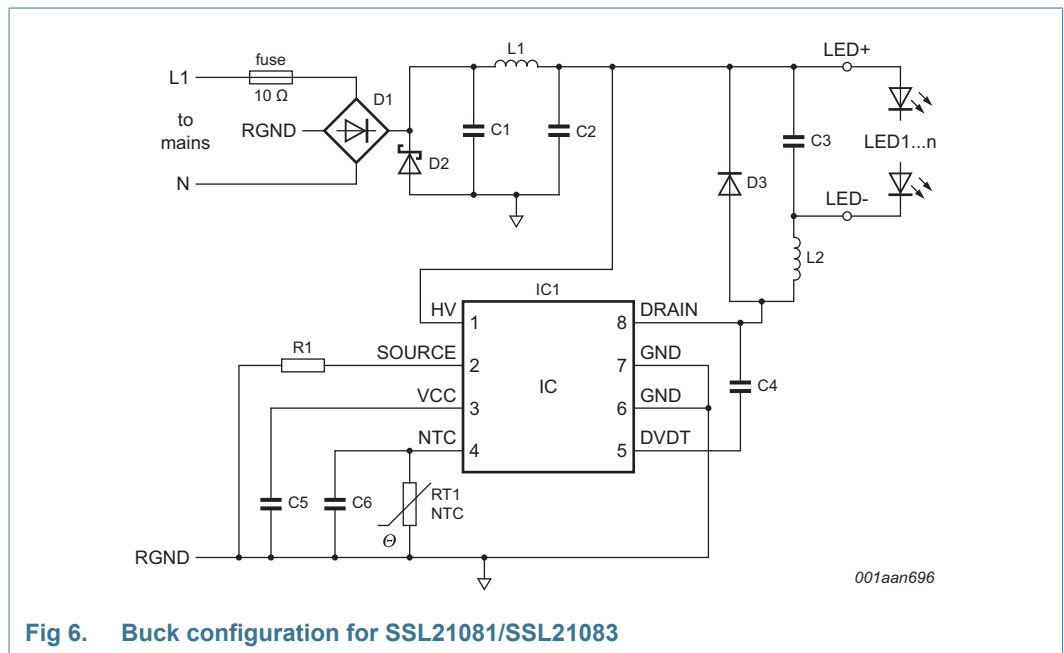 L1
fuse
10 Ω
D1
to
mains
RGND
N
D2
C1
L1
C2
LED+
C3
LED1...n
D3
LED-
L2
IC1
HV
1
DRAIN
8
R1
SOURCE
2
GND
7
IC
VCC
3
GND
6
C4
NTC
4
DVDT
5
C5
C6
RT1
NTC
Θ
RGND
001aan696
Fig 6. Buck configuration for SSL21081/SSL21083